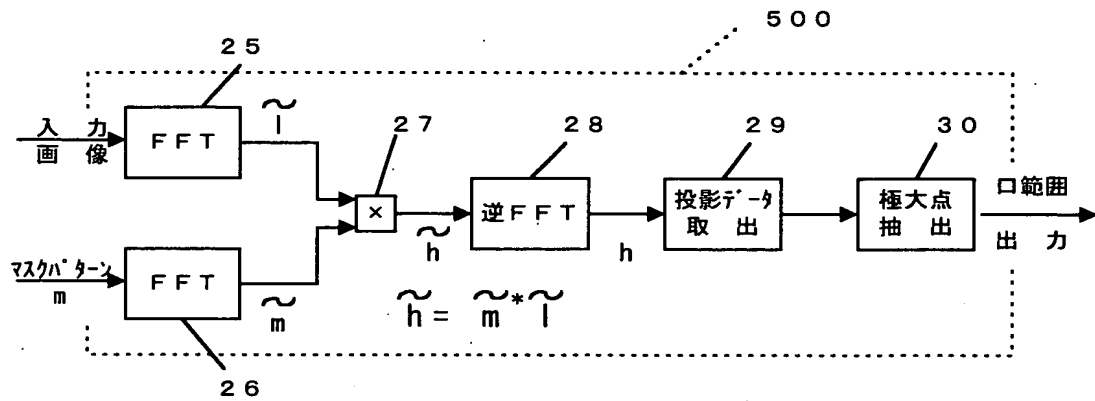 500
25
入力
画像
FFT
l̃
27
×
28
逆FFT
h̃
h
29
投影データ
取出
30
極大点
抽出
口範囲
出力
マスクパターン
m
FFT
m̃
h̃ = m̃* l̃
26